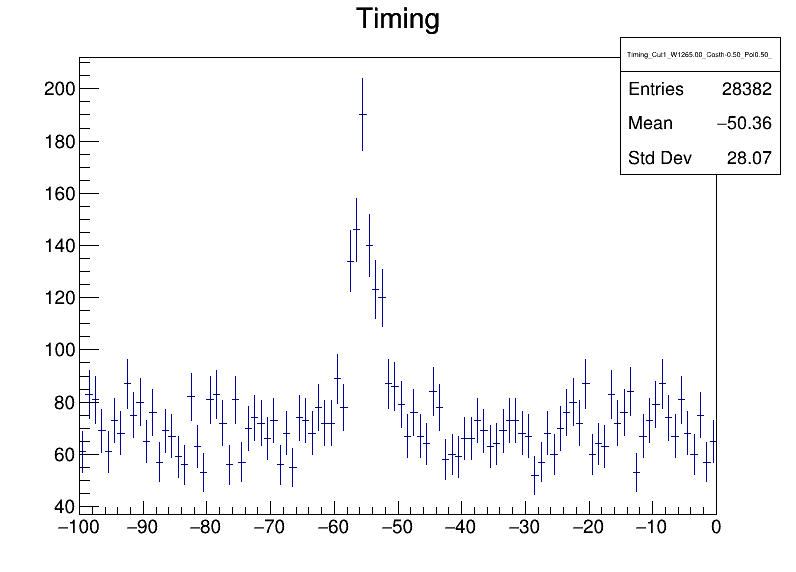 Timing
Timing_Cut1_W1265.00_Costh-0.50_Pol0.50_
Entries 28382
Mean −50.36
Std Dev 28.07
200
180
160
140
120
100
80
60
40
−100 −90 −80 −70 −60 −50 −40 −30 −20 −10 0